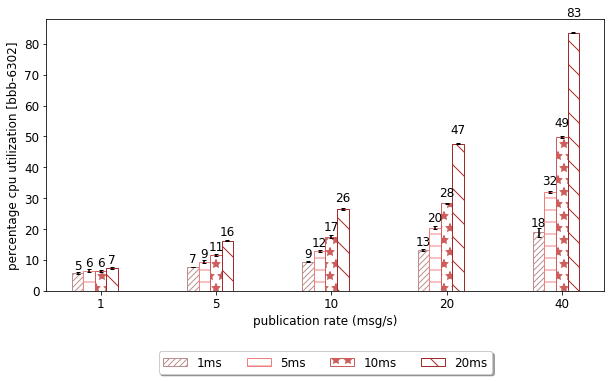 83
80
70
60
50
40
30
20
10
0
percentage cpu utilization [bbb-6302]
5 6 6 7
7 9 11 16
9 12 17 26
13 20 28 47
18 32 49
1 5 10 20 40
publication rate (msg/s)
1ms 5ms 10ms 20ms